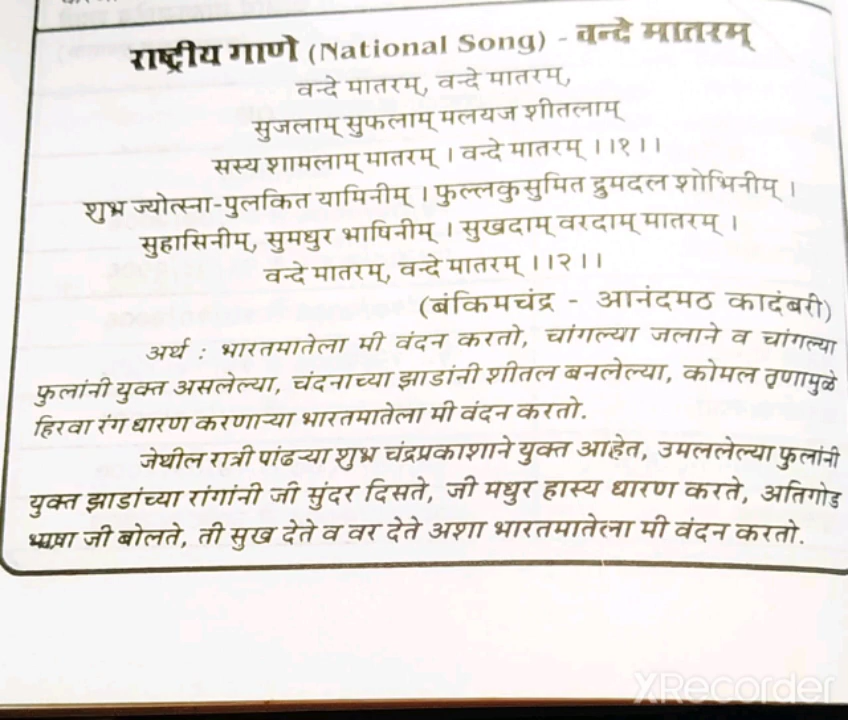 राष्ट्रीय गाणे (National Song) - वन्दे मातरम्
वन्दे मातरम्, वन्दे मातरम्,
सुजलाम् सुफलाम् मलयज शीतलाम्
सस्य शामलाम् मातरम् । वन्दे मातरम् ।।१।।
शुभ्र ज्योत्स्ना-पुलकित यामिनीम् । फुल्लकुसुमित द्रुमदल शोभिनीम् ।
सुहासिनीम्, सुमधुर भाषिनीम् । सुखदाम् वरदाम् मातरम् ।
वन्दे मातरम्, वन्दे मातरम् ।।२।।
(बंकिमचंद्र - आनंदमठ कादंबरी)
अर्थ : भारतमातेला मी वंदन करतो, चांगल्या जलाने व चांगल्या
फुलांनी युक्त असलेल्या, चंदनाच्या झाडांनी शीतल बनलेल्या, कोमल तृणामुळे
हिरवा रंग धारण करणाऱ्या भारतमातेला मी वंदन करतो.
जेथील रात्री पांढऱ्या शुभ्र चंद्रप्रकाशाने युक्त आहेत, उमललेल्या फुलांनी
युक्त झाडांच्या रांगांनी जी सुंदर दिसते, जी मधुर हास्य धारण करते, अतिगोड
भाषा जी बोलते, ती सुख देते व वर देते अशा भारतमातेला मी वंदन करतो.
XRecorder